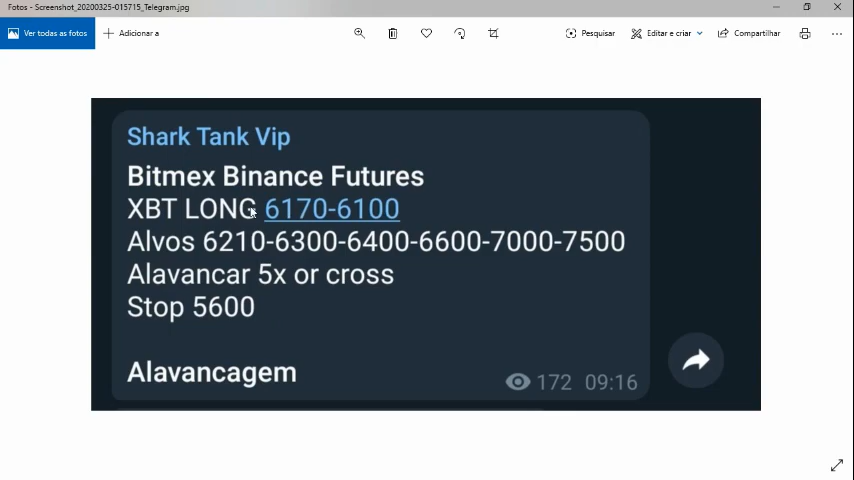 Fotos - Screenshot_20200325-015715_Telegram.jpg
Ver todas as fotos
Adicionar a
Pesquisar
Editar e criar
Compartilhar
Shark Tank Vip
Bitmex Binance Futures
XBT LONG 6170-6100
Alvos 6210-6300-6400-6600-7000-7500
Alavancar 5x or cross
Stop 5600
Alavancagem
172 09:16